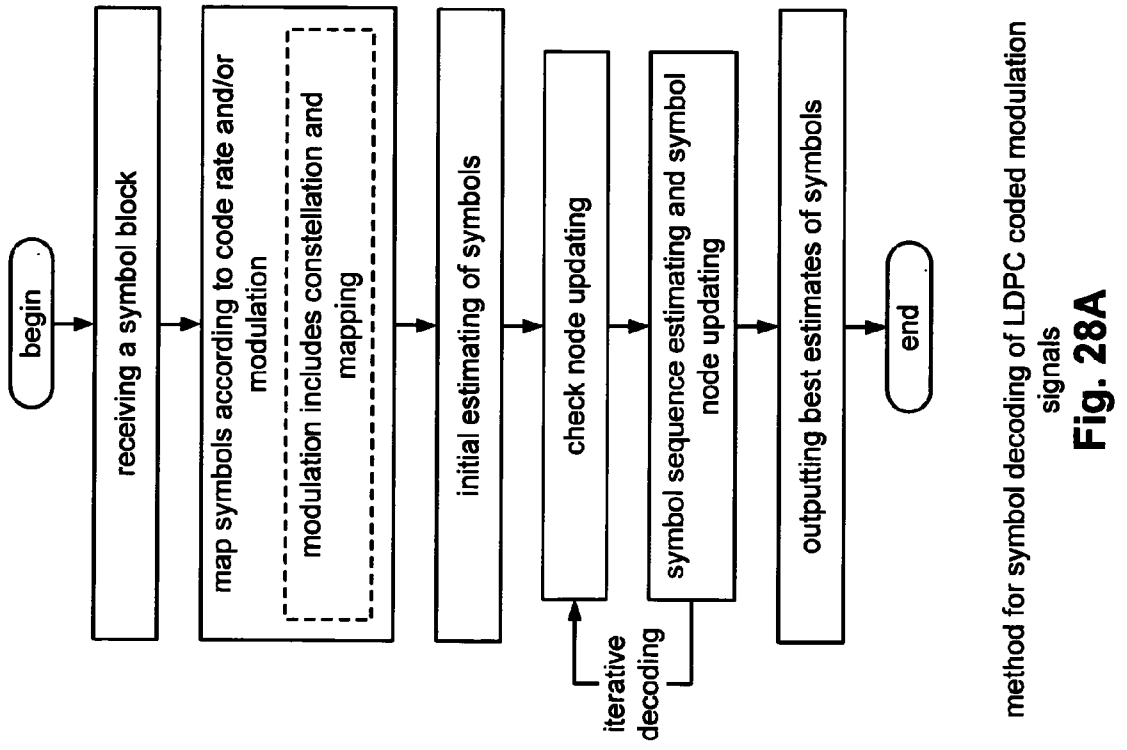 begin
receiving a symbol block
map symbols according to code rate and/or
modulation
modulation includes constellation and
mapping
initial estimating of symbols
check node updating
iterative
decoding
symbol sequence estimating and symbol
node updating
outputting best estimates of symbols
end
method for symbol decoding of LDPC coded modulation
signals
Fig. 28A